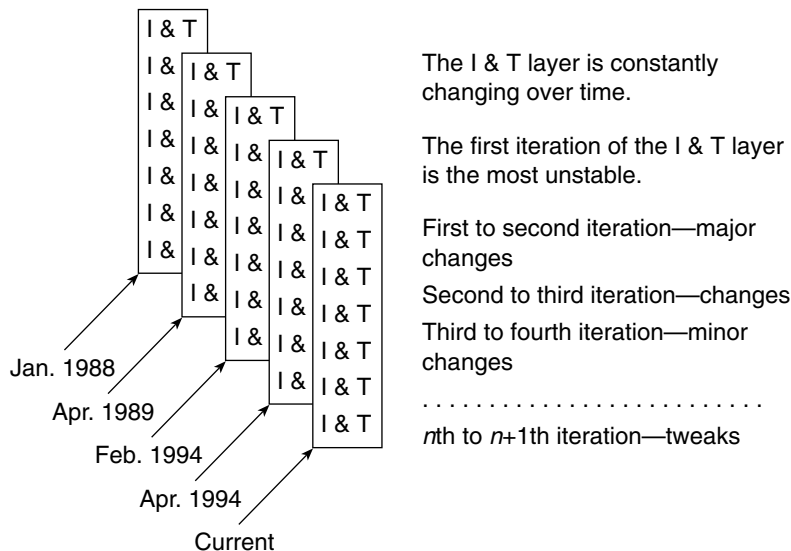 I & T
I &
I &
I &
I &
I &
I &
I & T
I &
I &
I &
I &
I &
I &
I & T
I &
I &
I &
I &
I &
I &
I & T
I &
I &
I &
I &
I &
I &
I & T
I & T
I & T
I & T
I & T
I & T
I & T
Jan. 1988
Apr. 1989
Feb. 1994
Apr. 1994
Current
The I & T layer is constantly
changing over time.
The first iteration of the I & T layer
is the most unstable.
First to second iteration—major
changes
Second to third iteration—changes
Third to fourth iteration—minor
changes
. . . . . . . . . . . . . . . . . . . . . . . . . . .
nth to n+1th iteration—tweaks